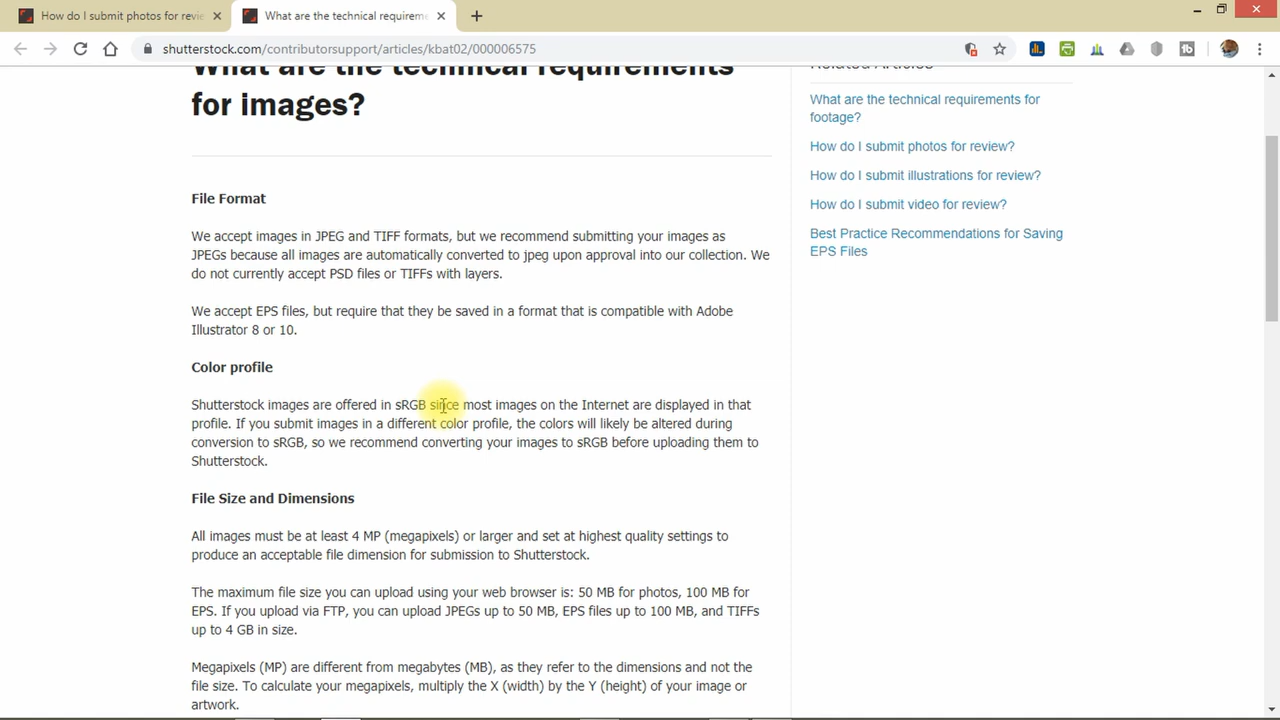 How do I submit photos for revie
What are the technical requireme
shutterstock.com/contributorsupport/articles/kbat02/000006575
What are the technical requirements
for images?
File Format
We accept images in JPEG and TIFF formats, but we recommend submitting your images as
JPEGs because all images are automatically converted to jpeg upon approval into our collection. We
do not currently accept PSD files or TIFFs with layers.
We accept EPS files, but require that they be saved in a format that is compatible with Adobe
Illustrator 8 or 10.
Color profile
Shutterstock images are offered in sRGB since most images on the Internet are displayed in that
profile. If you submit images in a different color profile, the colors will likely be altered during
conversion to sRGB, so we recommend converting your images to sRGB before uploading them to
Shutterstock.
File Size and Dimensions
All images must be at least 4 MP (megapixels) or larger and set at highest quality settings to
produce an acceptable file dimension for submission to Shutterstock.
The maximum file size you can upload using your web browser is: 50 MB for photos, 100 MB for
EPS. If you upload via FTP, you can upload JPEGs up to 50 MB, EPS files up to 100 MB, and TIFFs
up to 4 GB in size.
Megapixels (MP) are different from megabytes (MB), as they refer to the dimensions and not the
file size. To calculate your megapixels, multiply the X (width) by the Y (height) of your image or
artwork.
Related Articles
What are the technical requirements for
footage?
How do I submit photos for review?
How do I submit illustrations for review?
How do I submit video for review?
Best Practice Recommendations for Saving
EPS Files